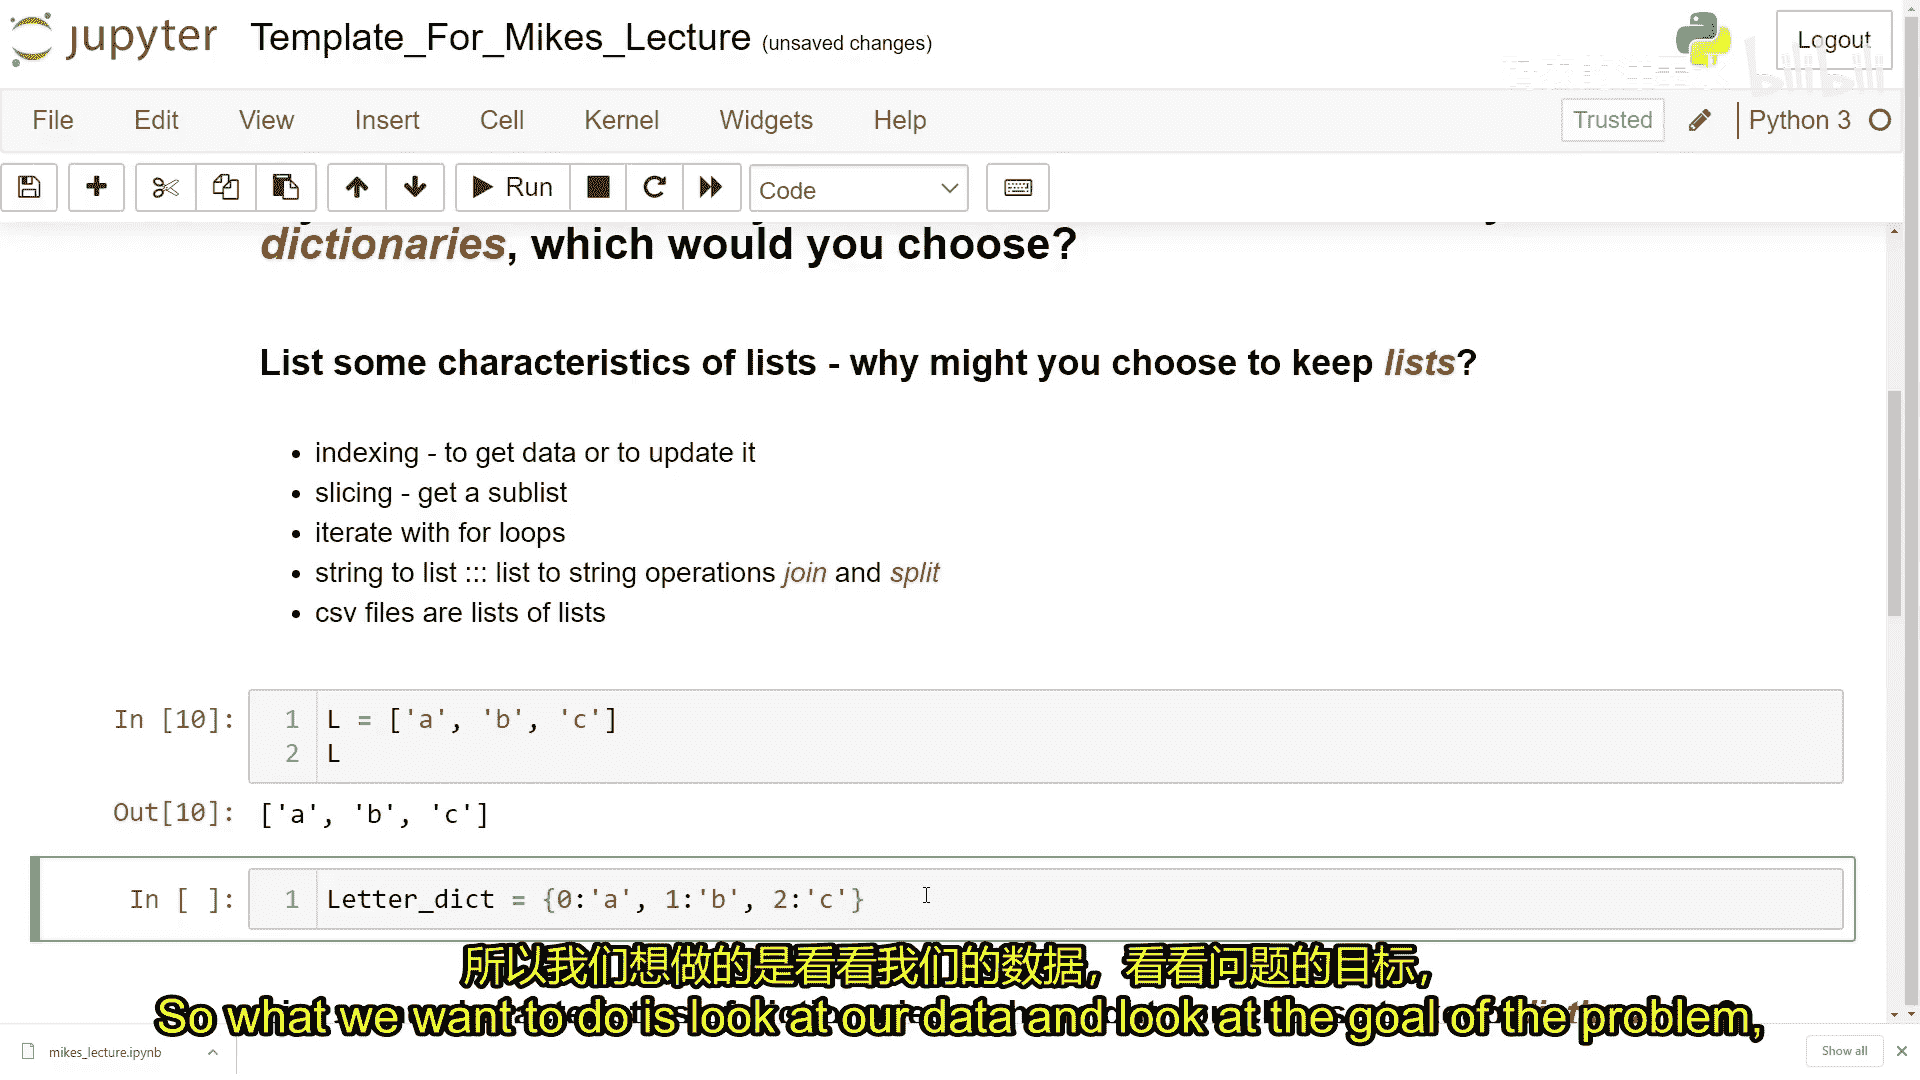 jupyter Template_For_Mikes_Lecture (unsaved changes)
Logout
bilibili
File Edit View Insert Cell Kernel Widgets Help
Trusted Python 3
Run
Code
dictionaries, which would you choose?
List some characteristics of lists - why might you choose to keep lists?
indexing - to get data or to update it
slicing - get a sublist
iterate with for loops
string to list ::: list to string operations join and split
csv files are lists of lists
In [10]:
1 L = ['a', 'b', 'c']
2 L
Out[10]: ['a', 'b', 'c']
In [ ]:
1 Letter_dict = {0:'a', 1:'b', 2:'c'}
所以我们想做的是看看我们的数据，看看问题的目标，
So what we want to do is look at our data and look at the goal of the problem,
mikes_lecture.ipynb
Show all